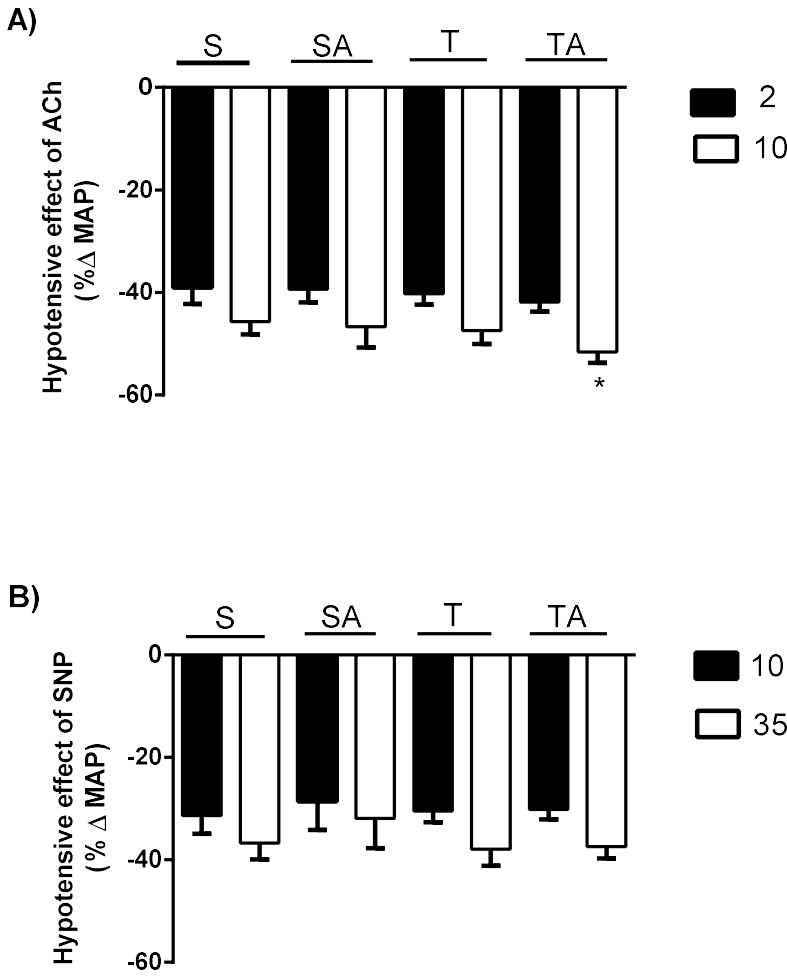 A)
S SA T TA
0
-20
-40
-60
Hypotensive effect of ACh
(%Δ MAP)
2
10
*
B)
S SA T TA
0
-20
-40
-60
Hypotensive effect of SNP
(% Δ MAP)
10
35